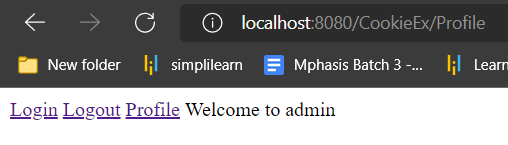 localhost:8080/CookieEx/Profile
New folder simplilearn Mphasis Batch 3 -... Learn
Login Logout Profile Welcome to admin